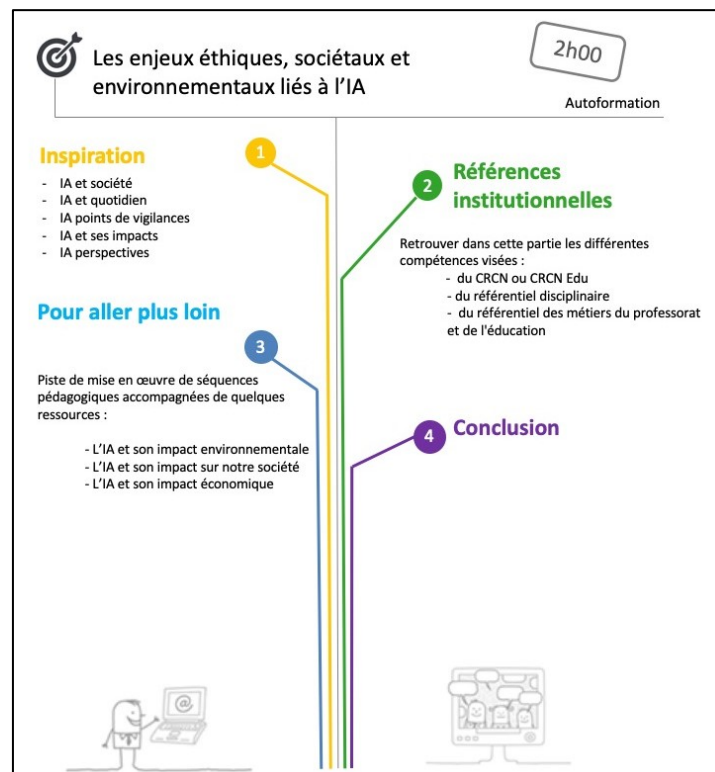 Les enjeux éthiques, sociétaux et
environnementaux liés à l'IA
2h00
Autoformation
1
Inspiration
- IA et société
- IA et quotidien
- IA points de vigilances
- IA et ses impacts
- IA perspectives
2
Références
institutionnelles
Retrouver dans cette partie les différentes
compétences visées :
- du CRCN ou CRCN Edu
- du référentiel disciplinaire
- du référentiel des métiers du professorat
et de l'éducation
Pour aller plus loin
3
Piste de mise en œuvre de séquences
pédagogiques accompagnées de quelques
ressources :
- L'IA et son impact environnementale
- L'IA et son impact sur notre société
- L'IA et son impact économique
4
Conclusion
@